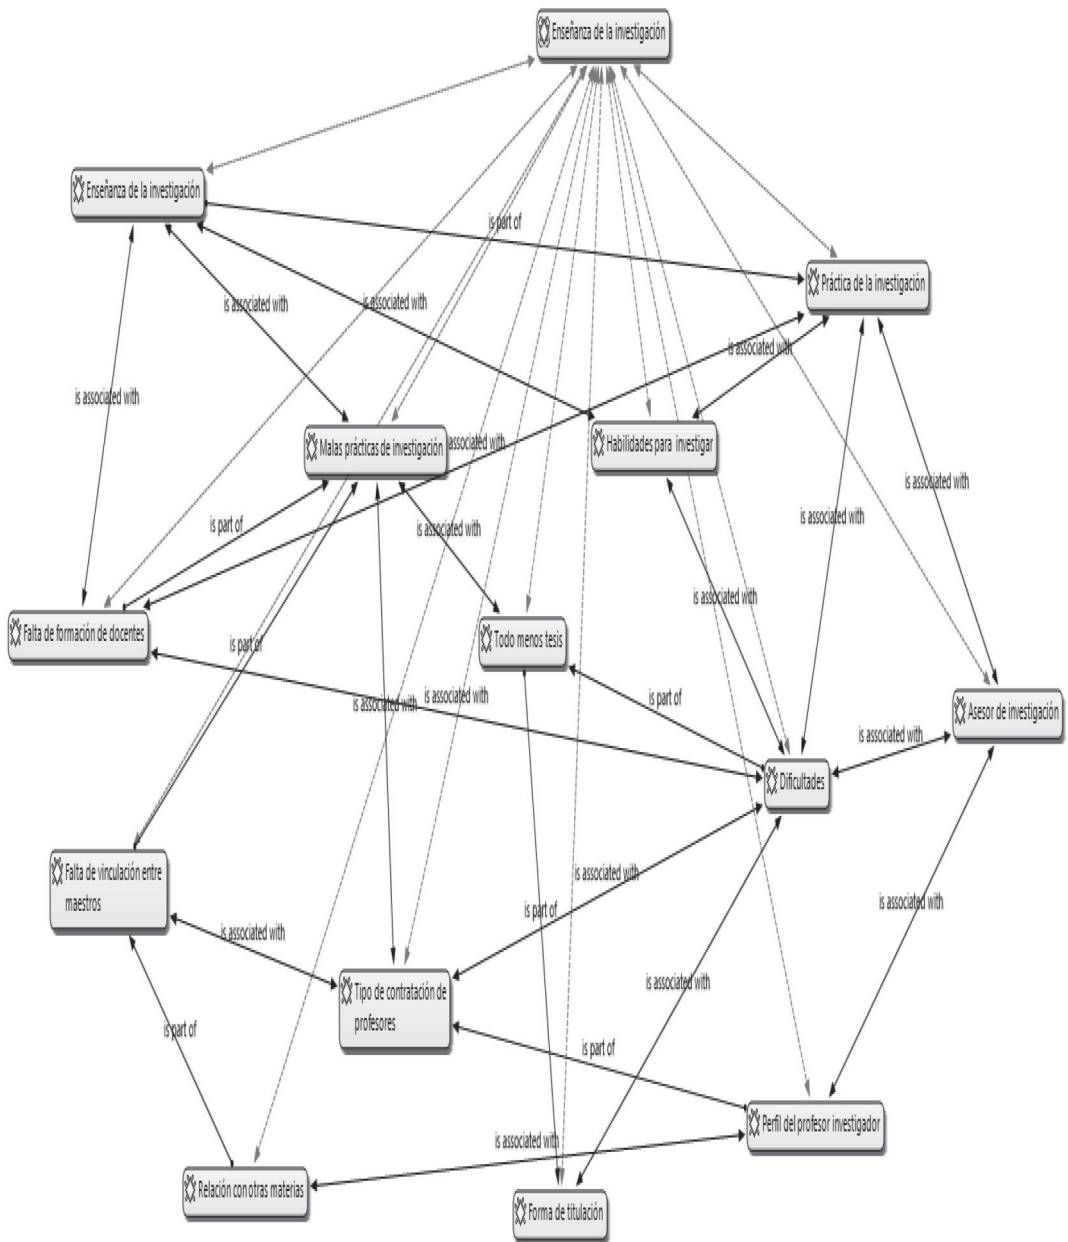 Enseñanza de la investigación
Enseñanza de la investigación
is part of
Práctica de la investigación
is associated with
is associated with
is associated with
is associated with
Malas prácticas de investigación
associated with
Habilidades para investigar
is associated with
is part of
is associated with
is associated with
is associated with
Falta de formación de docentes
Todo menos tesis
is part of
is associated with
is associated with
is part of
Asesor de investigación
is associated with
Dificultades
Falta de vinculación entre
maestros
is associated with
is part of
is associated with
is associated with
Tipo de contratación de
profesores
is associated with
is part of
is part of
Perfil del profesor investigador
is associated with
Relación con otras materias
Forma de titulación